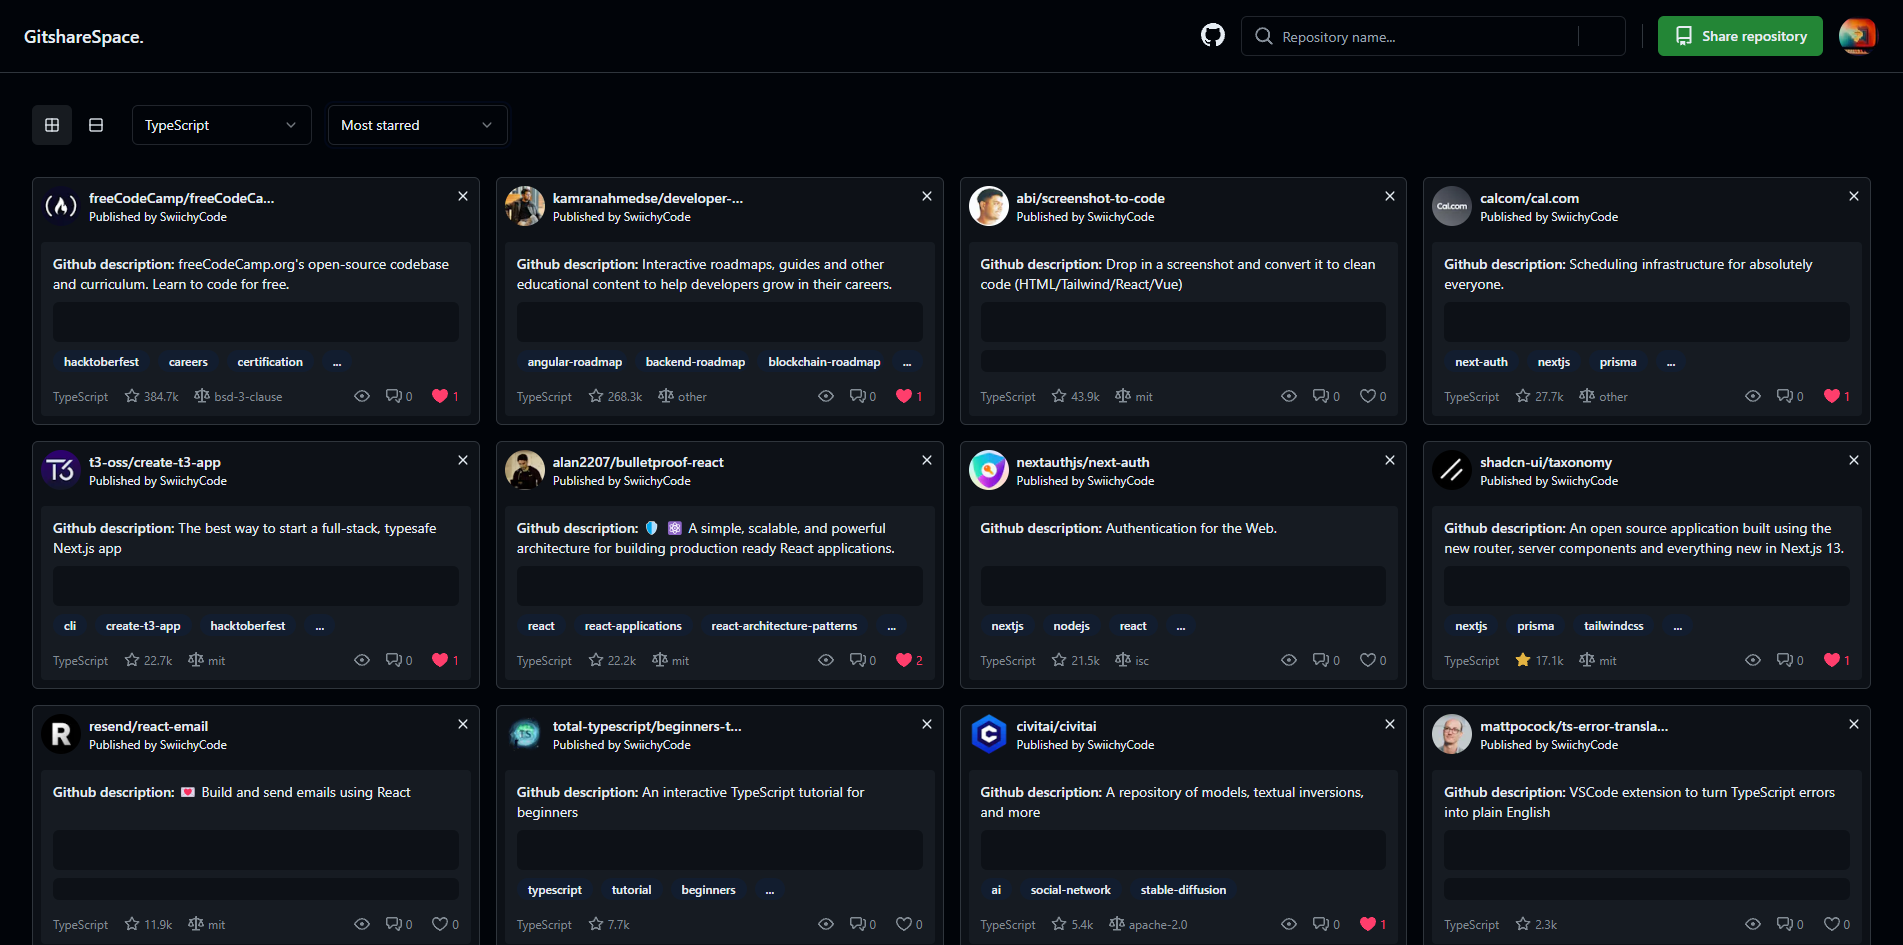 GitshareSpace.
Repository name...
Share repository
TypeScript
Most starred
freeCodeCamp/freeCodeCa...
Published by SwiichyCode
Github description: freeCodeCamp.org's open-source codebase
and curriculum. Learn to code for free.
hacktoberfest careers certification ...
TypeScript 384.7k bsd-3-clause 0 1
kamranahmedse/developer-...
Published by SwiichyCode
Github description: Interactive roadmaps, guides and other
educational content to help developers grow in their careers.
angular-roadmap backend-roadmap blockchain-roadmap ...
TypeScript 268.3k other 0 1
abi/screenshot-to-code
Published by SwiichyCode
Github description: Drop in a screenshot and convert it to clean
code (HTML/Tailwind/React/Vue)
TypeScript 43.9k mit 0 0
Cal.com
calcom/cal.com
Published by SwiichyCode
Github description: Scheduling infrastructure for absolutely
everyone.
next-auth nextjs prisma ...
TypeScript 27.7k other 0 1
T3
t3-oss/create-t3-app
Published by SwiichyCode
Github description: The best way to start a full-stack, typesafe
Next.js app
cli create-t3-app hacktoberfest ...
TypeScript 22.7k mit 0 1
alan2207/bulletproof-react
Published by SwiichyCode
Github description: 🛡️ ⚛️ A simple, scalable, and powerful
architecture for building production ready React applications.
react react-applications react-architecture-patterns ...
TypeScript 22.2k mit 0 2
nextauthjs/next-auth
Published by SwiichyCode
Github description: Authentication for the Web.
nextjs nodejs react ...
TypeScript 21.5k isc 0 0
shadcn-ui/taxonomy
Published by SwiichyCode
Github description: An open source application built using the
new router, server components and everything new in Next.js 13.
nextjs prisma tailwindcss ...
TypeScript 17.1k mit 0 1
R
resend/react-email
Published by SwiichyCode
Github description: 💌 Build and send emails using React
TypeScript 11.9k mit 0 0
TS
total-typescript/beginners-t...
Published by SwiichyCode
Github description: An interactive TypeScript tutorial for
beginners
typescript tutorial beginners ...
TypeScript 7.7k 0 0
C
civitai/civitai
Published by SwiichyCode
Github description: A repository of models, textual inversions,
and more
ai social-network stable-diffusion
TypeScript 5.4k apache-2.0 0 1
mattpocock/ts-error-transla...
Published by SwiichyCode
Github description: VSCode extension to turn TypeScript errors
into plain English
TypeScript 2.3k 0 0